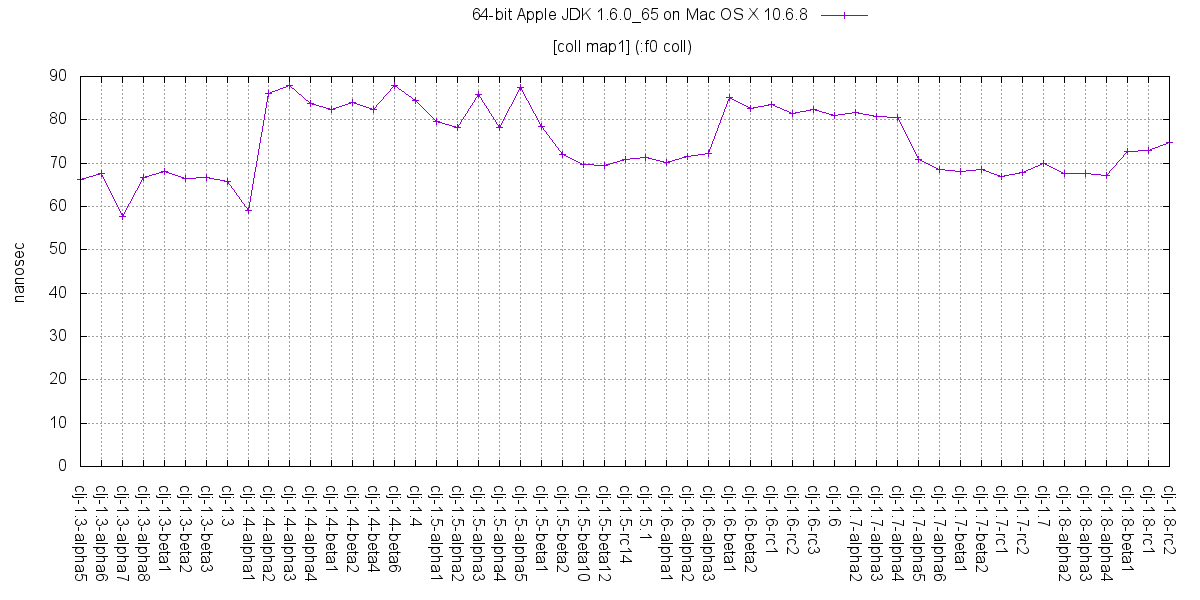 64-bit Apple JDK 1.6.0_65 on Mac OS X 10.6.8
[coll map1] (:f0 coll)
nanosec
90
80
70
60
50
40
30
20
10
0
clj-1.3-alpha5
clj-1.3-alpha6
clj-1.3-alpha7
clj-1.3-alpha8
clj-1.3-beta1
clj-1.3-beta2
clj-1.3-beta3
clj-1.3
clj-1.4-alpha1
clj-1.4-alpha2
clj-1.4-alpha3
clj-1.4-alpha4
clj-1.4-beta1
clj-1.4-beta2
clj-1.4-beta4
clj-1.4-beta6
clj-1.4
clj-1.5-alpha1
clj-1.5-alpha2
clj-1.5-alpha3
clj-1.5-alpha4
clj-1.5-alpha5
clj-1.5-beta1
clj-1.5-beta2
clj-1.5-beta10
clj-1.5-beta12
clj-1.5-rc14
clj-1.5.1
clj-1.6-alpha1
clj-1.6-alpha2
clj-1.6-alpha3
clj-1.6-beta1
clj-1.6-beta2
clj-1.6-rc1
clj-1.6-rc2
clj-1.6-rc3
clj-1.6
clj-1.7-alpha2
clj-1.7-alpha3
clj-1.7-alpha4
clj-1.7-alpha5
clj-1.7-alpha6
clj-1.7-beta1
clj-1.7-beta2
clj-1.7-rc1
clj-1.7-rc2
clj-1.7
clj-1.8-alpha2
clj-1.8-alpha3
clj-1.8-alpha4
clj-1.8-beta1
clj-1.8-rc1
clj-1.8-rc2